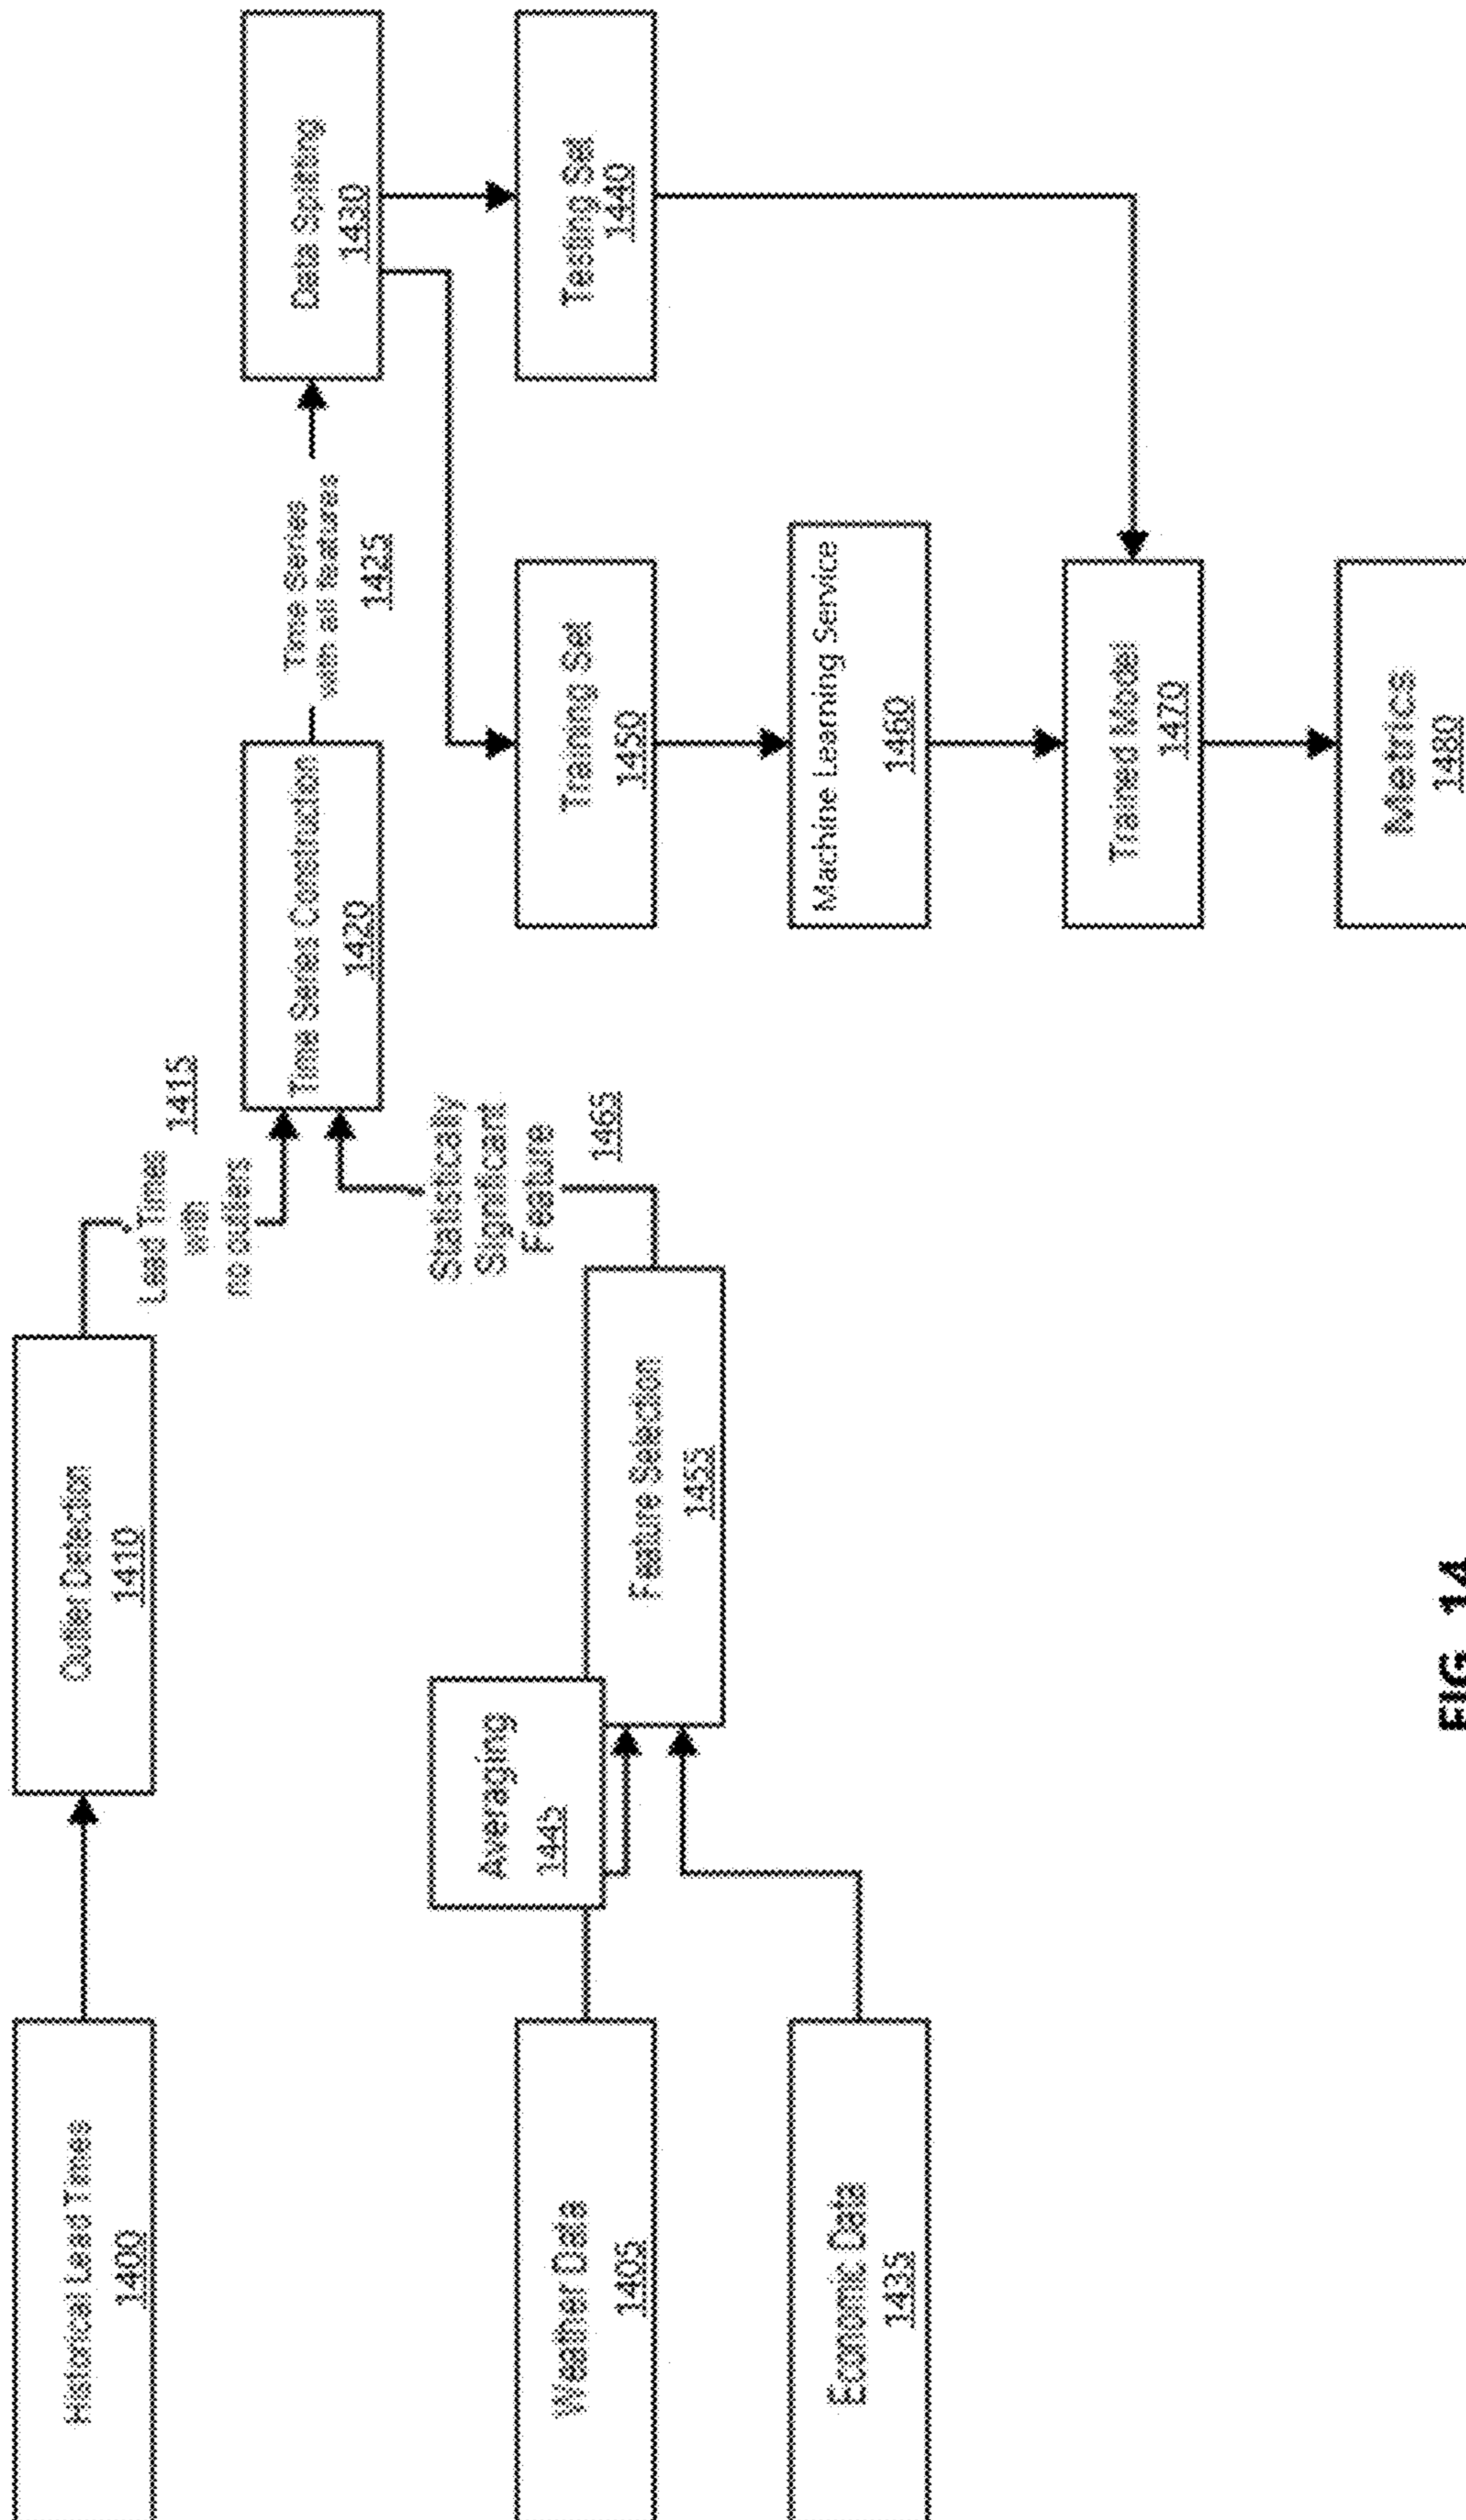 Historical Lead Times
1400
Outlier Detection
1410
Lead Times
with
no outliers
1415
Time Series Construction
1420
Time Series
with all features
1425
Data Splitting
1430
Weather Data
1405
Averaging
1445
Economic Data
1435
Feature Selection
1455
Statistically
Significant
Feature
1465
Training Set
1450
Testing Set
1440
Machine Learning Service
1460
Trained Model
1470
Metrics
1480
FIG. 14